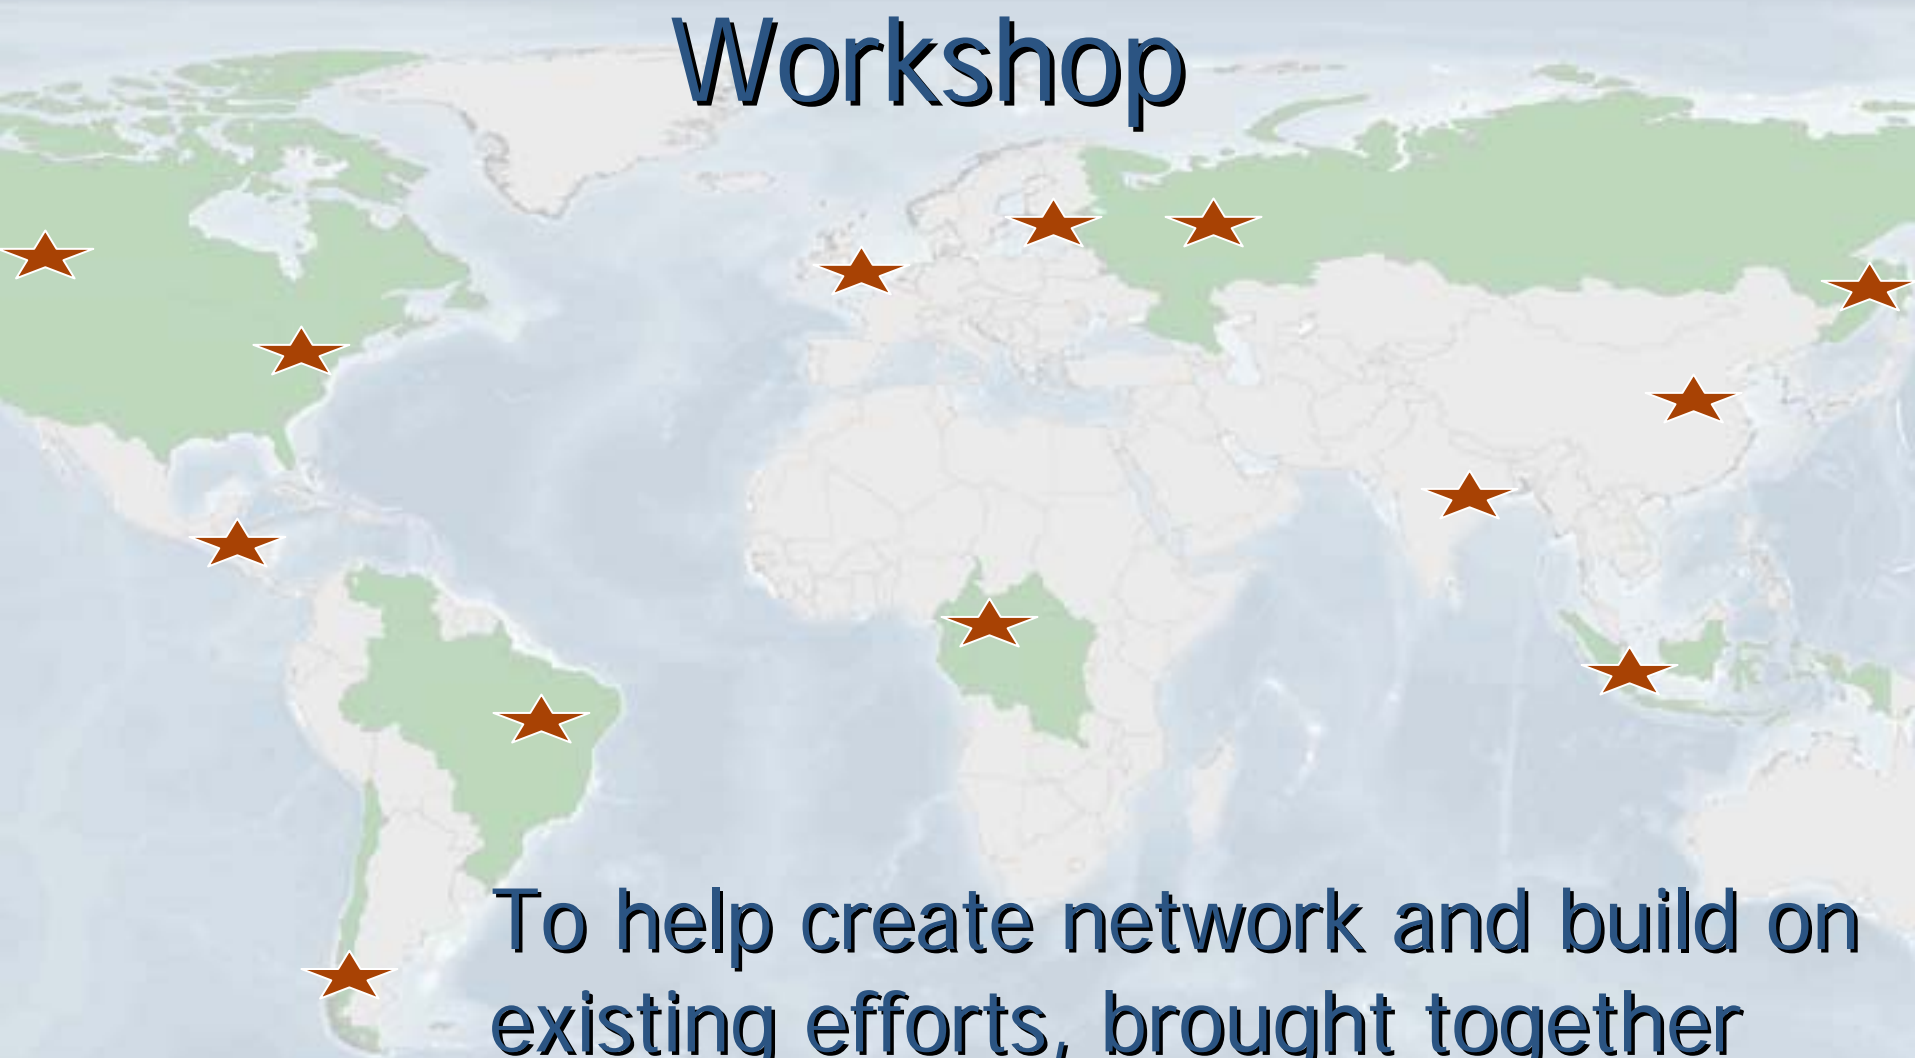 Workshop
To help create network and build on
existing efforts, brought together